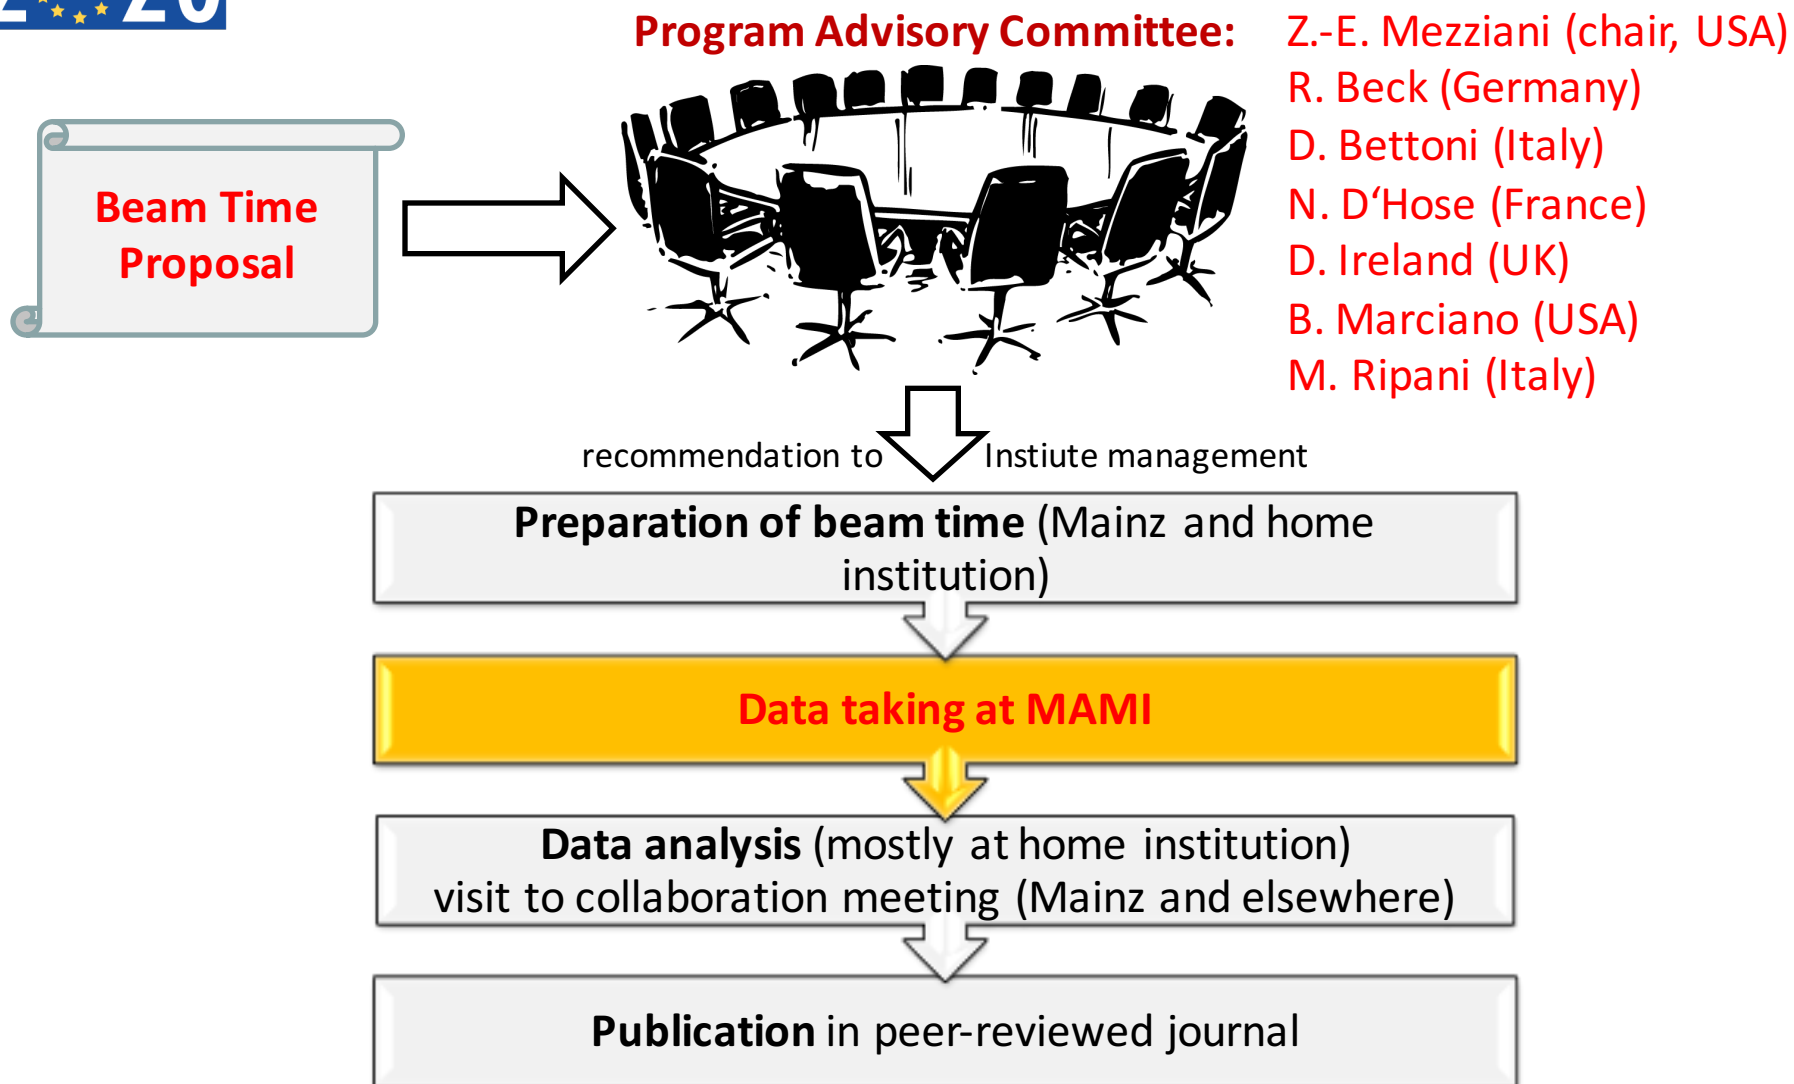 Program Advisory Committee:
Z.-E. Mezziani (chair, USA)
R. Beck (Germany)
D. Bettoni (Italy)
N. D‘Hose (France)
D. Ireland (UK)
B. Marciano (USA)
M. Ripani (Italy)
Beam Time
Proposal
recommendation to Instiute management
Preparation of beam time (Mainz and home
institution)
Data taking at MAMI
Data analysis (mostly at home institution)
visit to collaboration meeting (Mainz and elsewhere)
Publication in peer-reviewed journal